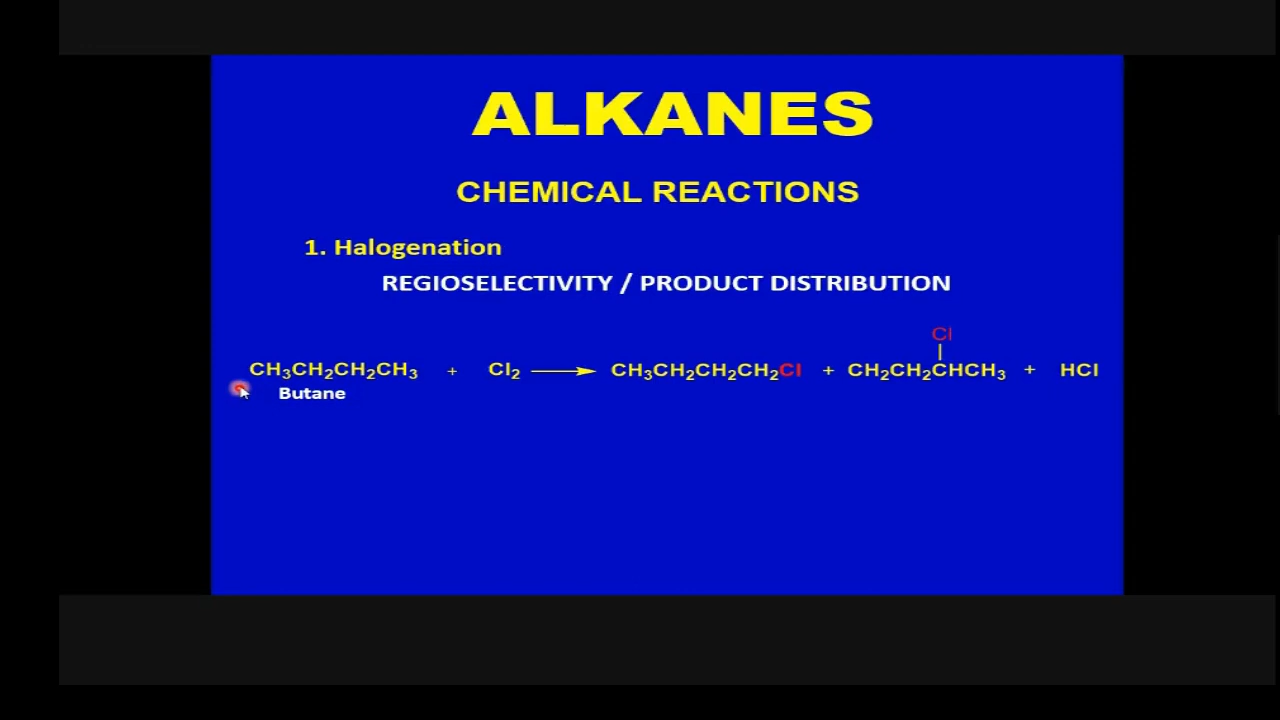 ALKANES
CHEMICAL REACTIONS
1. Halogenation
REGIOSELECTIVITY / PRODUCT DISTRIBUTION
Cl
CH₃CH₂CH₂CH₃ + Cl₂ ⟶ CH₃CH₂CH₂CH₂Cl + CH₂CH₂CHCH₃ + HCl
Butane